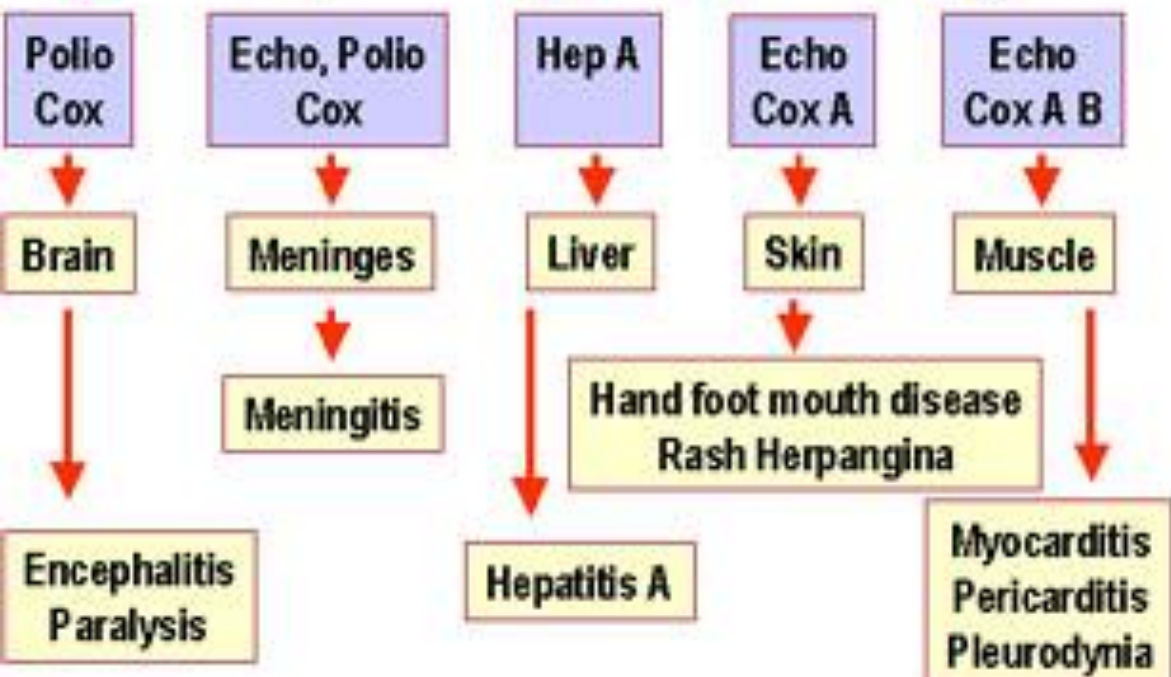 Polio
Cox
Echo, Polio
Cox
Hep A
Echo
Cox A
Echo
Cox A B
Brain
Meninges
Liver
Skin
Muscle
Meningitis
Hand foot mouth disease
Rash Herpangina
Encephalitis
Paralysis
Hepatitis A
Myocarditis
Pericarditis
Pleurodynia